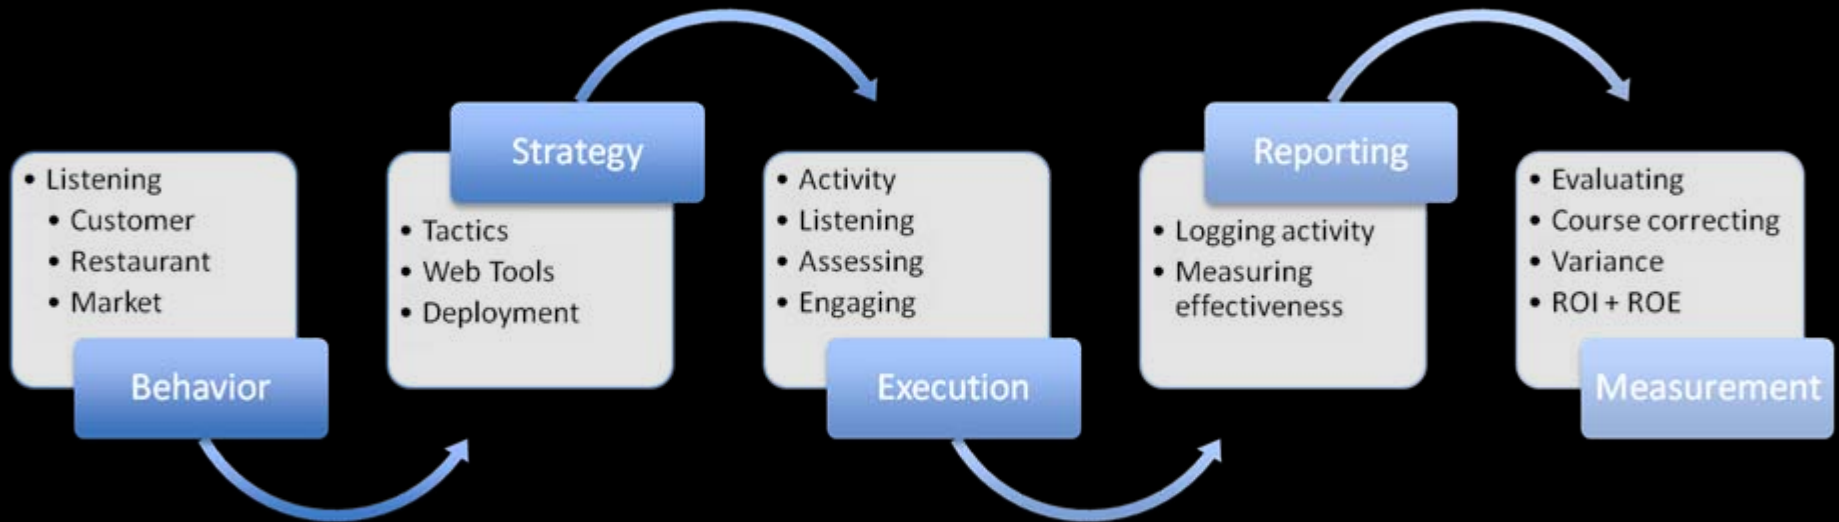 • Listening
• Customer
• Restaurant
• Market
Behavior
Strategy
• Tactics
• Web Tools
• Deployment
• Activity
• Listening
• Assessing
• Engaging
Execution
Reporting
• Logging activity
• Measuring
effectiveness
• Evaluating
• Course correcting
• Variance
• ROI + ROE
Measurement